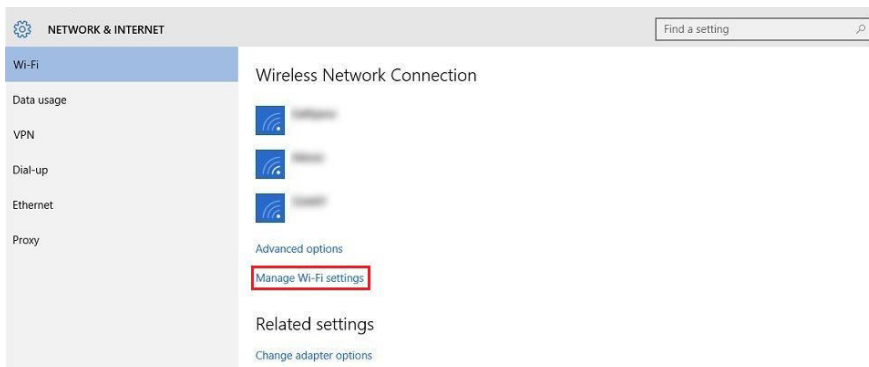 NETWORK & INTERNET
Find a setting
Wi-Fi
Data usage
VPN
Dial-up
Ethernet
Proxy
Wireless Network Connection
Advanced options
Manage Wi-Fi settings
Related settings
Change adapter options